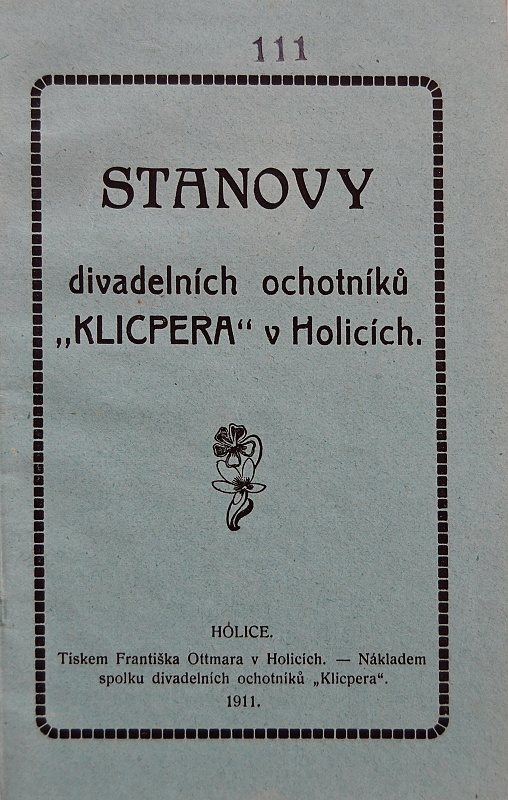 111
STANOVY
divadelních ochotníků
„KLICPERA“ v Holicích.
HOLICE.
Tiskem Františka Ottmara v Holicích. — Nákladem
spolku divadelních ochotníků „Klicpera“.
1911.